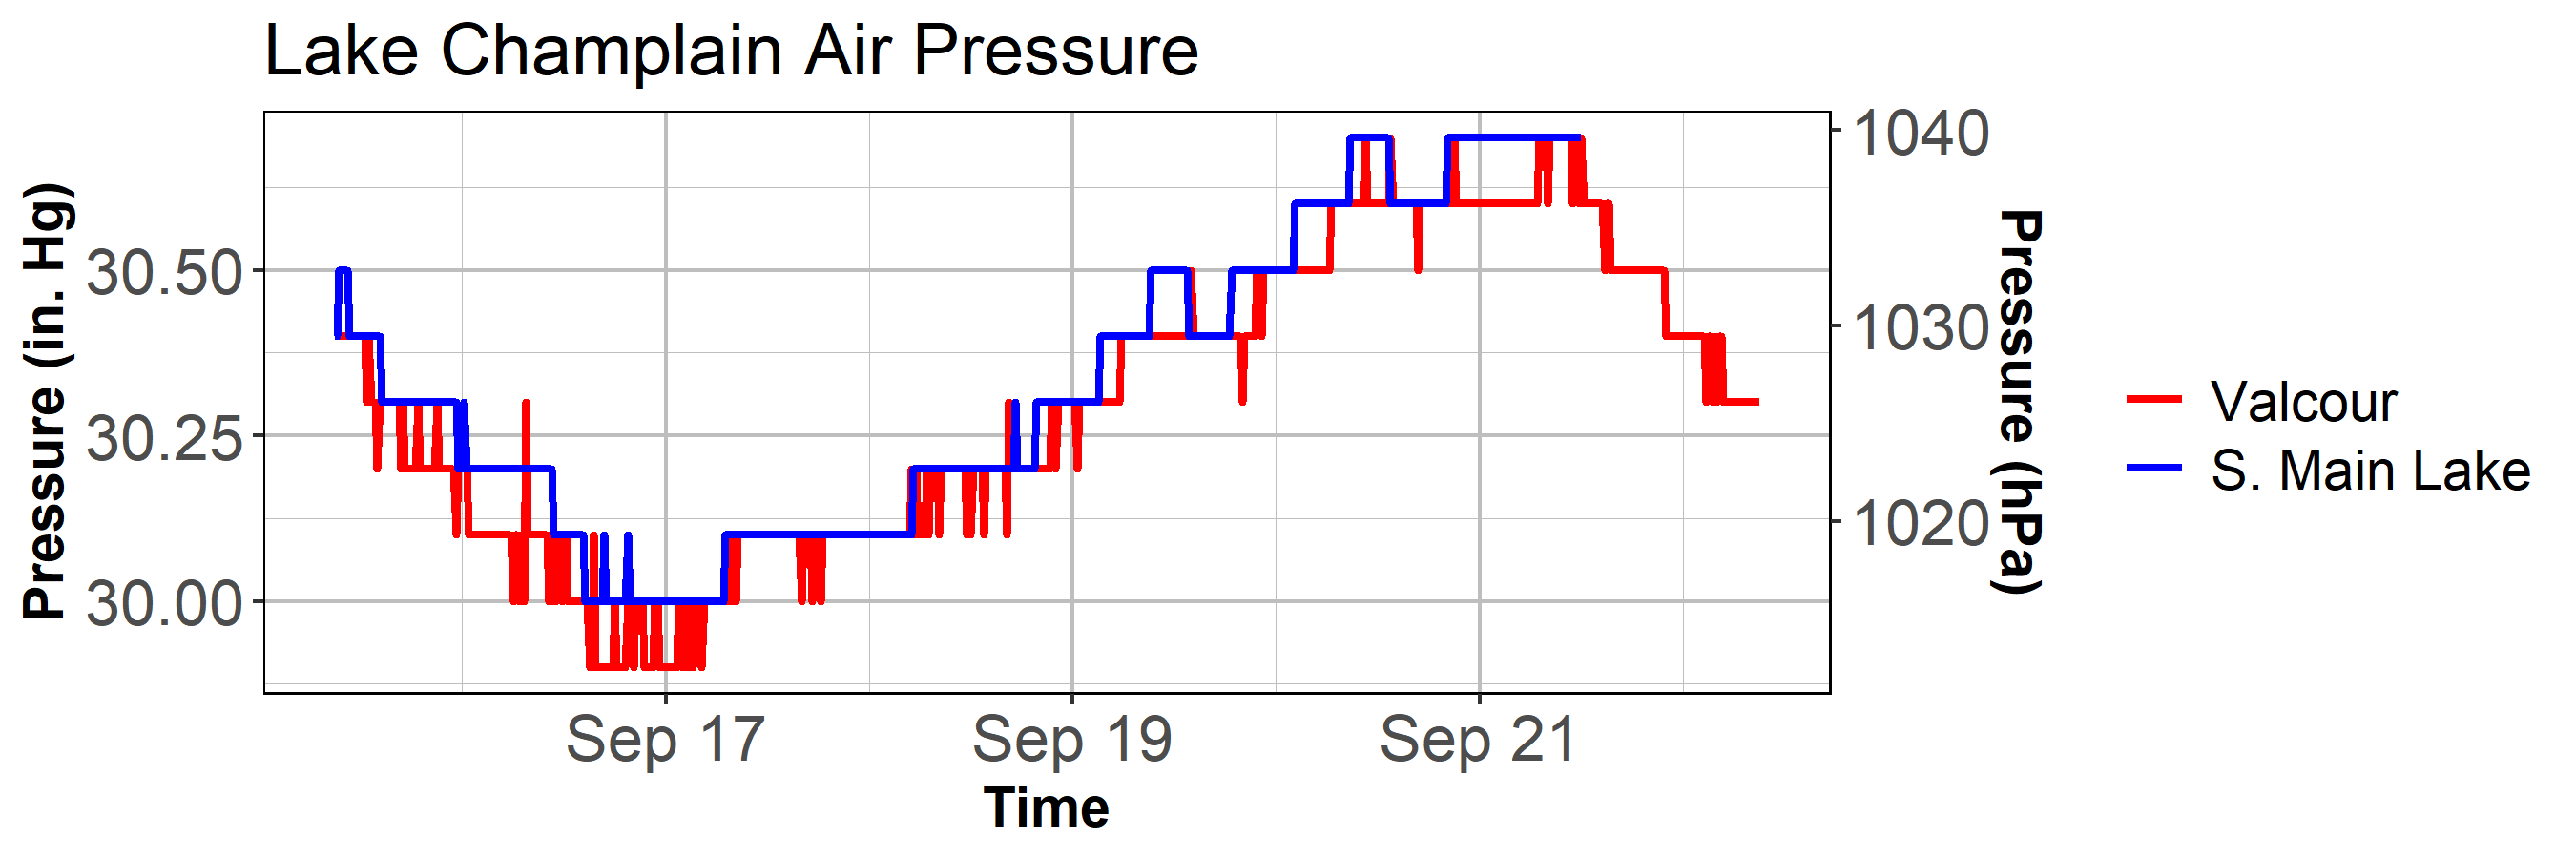 Lake Champlain Air Pressure
Pressure (in. Hg)
30.50
30.25
30.00
1040
1030
1020
Pressure (hPa)
Sep 17
Sep 19
Sep 21
Time
Valcour
S. Main Lake